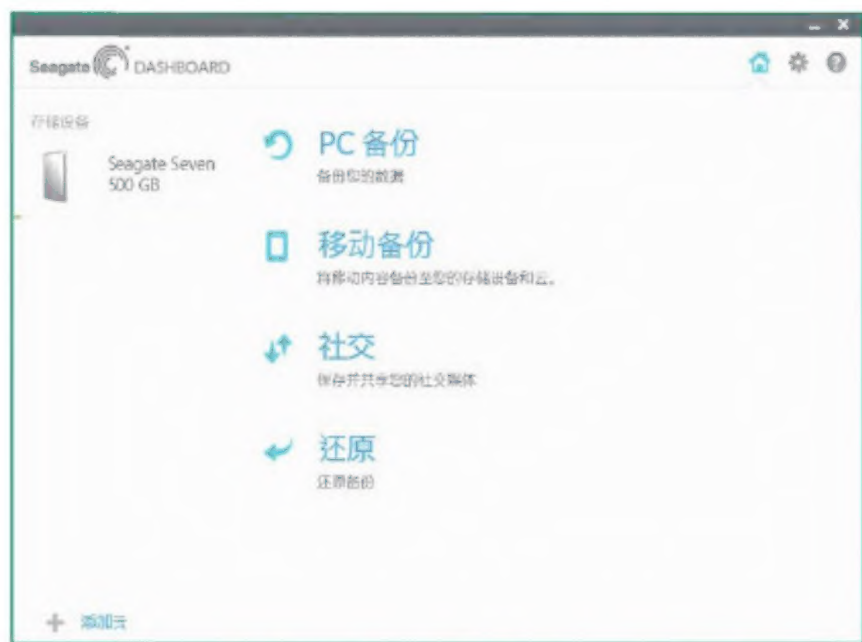 Seagate DASHBOARD
存储设备
Seagate Seven
500 GB
PC 备份
备份您的数据
移动备份
将移动内容备份至您的存储设备和云。
社交
保存并共享您的社交媒体
还原
还原备份
添加云